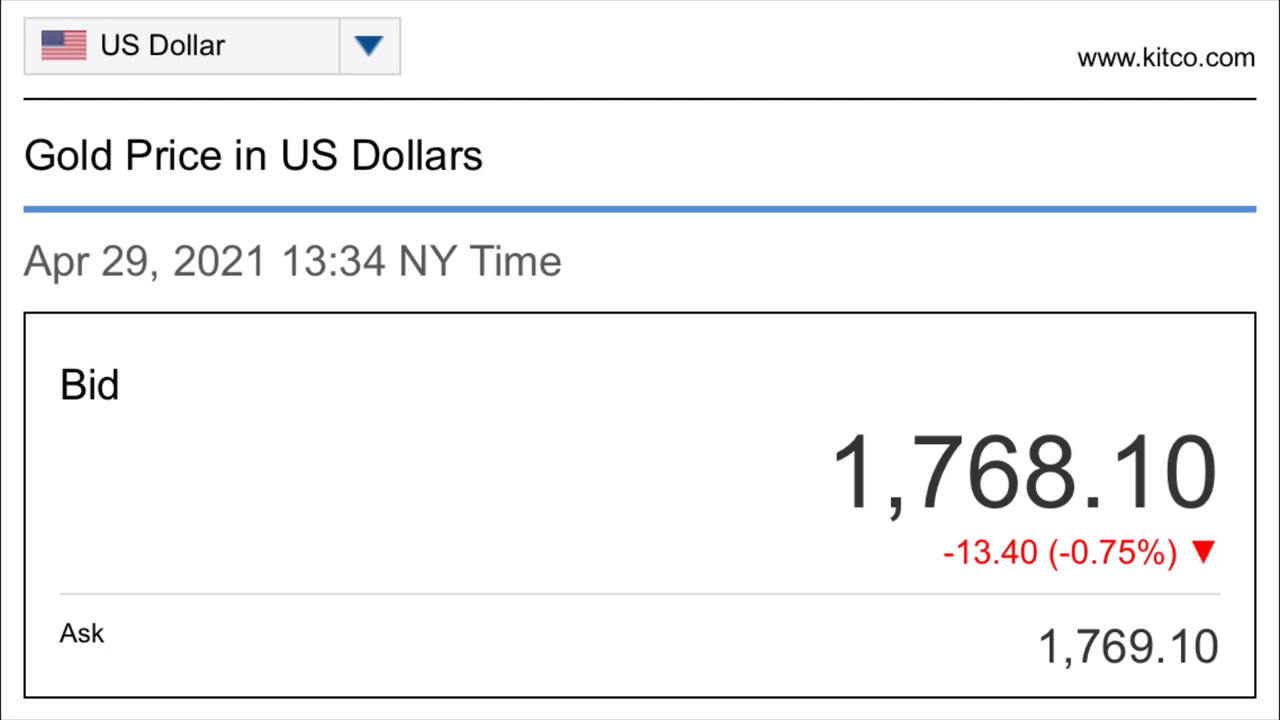 US Dollar
www.kitco.com
Gold Price in US Dollars
Apr 29, 2021 13:34 NY Time
Bid
1,768.10
-13.40 (-0.75%) ▼
Ask
1,769.10